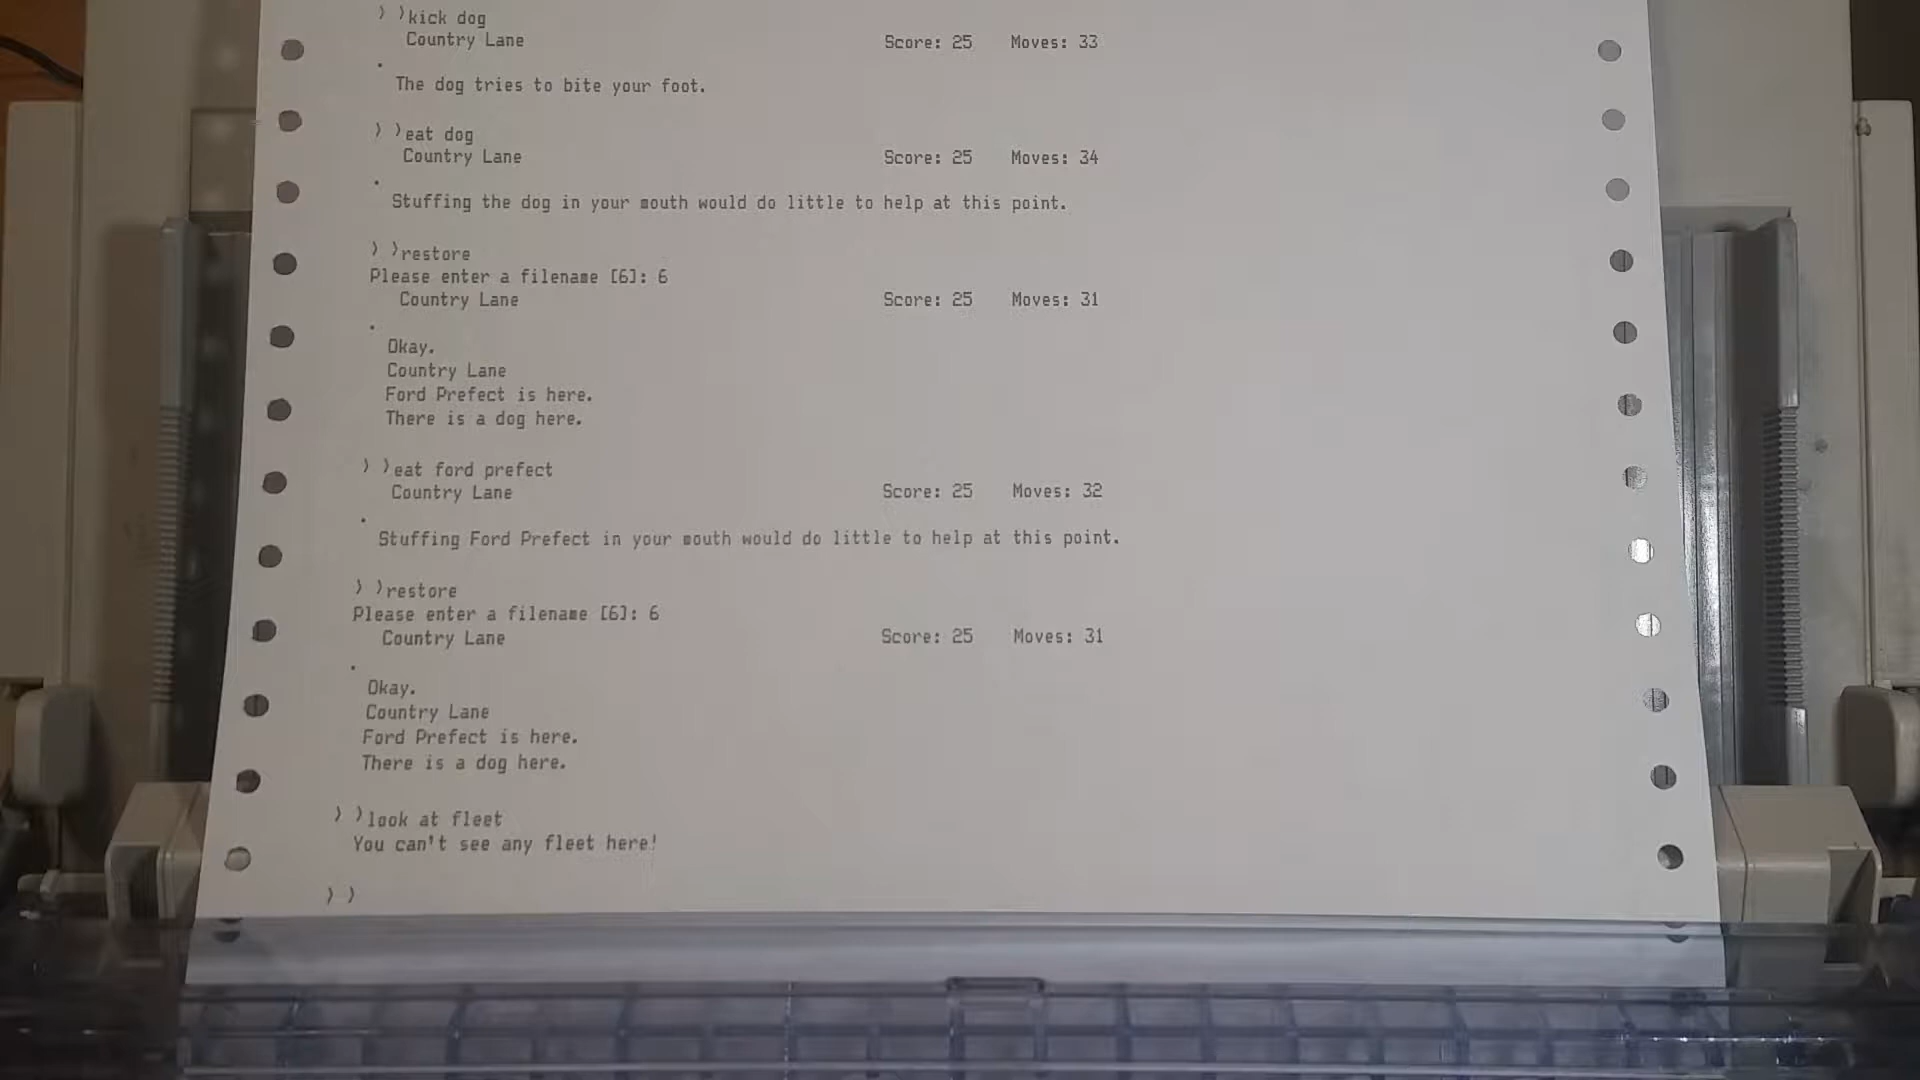 > >kick dog
Country Lane Score: 25 Moves: 33
.
The dog tries to bite your foot.
> >eat dog
Country Lane Score: 25 Moves: 34
.
Stuffing the dog in your mouth would do little to help at this point.
> >restore
Please enter a filename [6]: 6
Country Lane Score: 25 Moves: 31
.
Okay.
Country Lane
Ford Prefect is here.
There is a dog here.
> >eat ford prefect
Country Lane Score: 25 Moves: 32
.
Stuffing Ford Prefect in your mouth would do little to help at this point.
> >restore
Please enter a filename [6]: 6
Country Lane Score: 25 Moves: 31
.
Okay.
Country Lane
Ford Prefect is here.
There is a dog here.
> >look at fleet
You can't see any fleet here!
> >